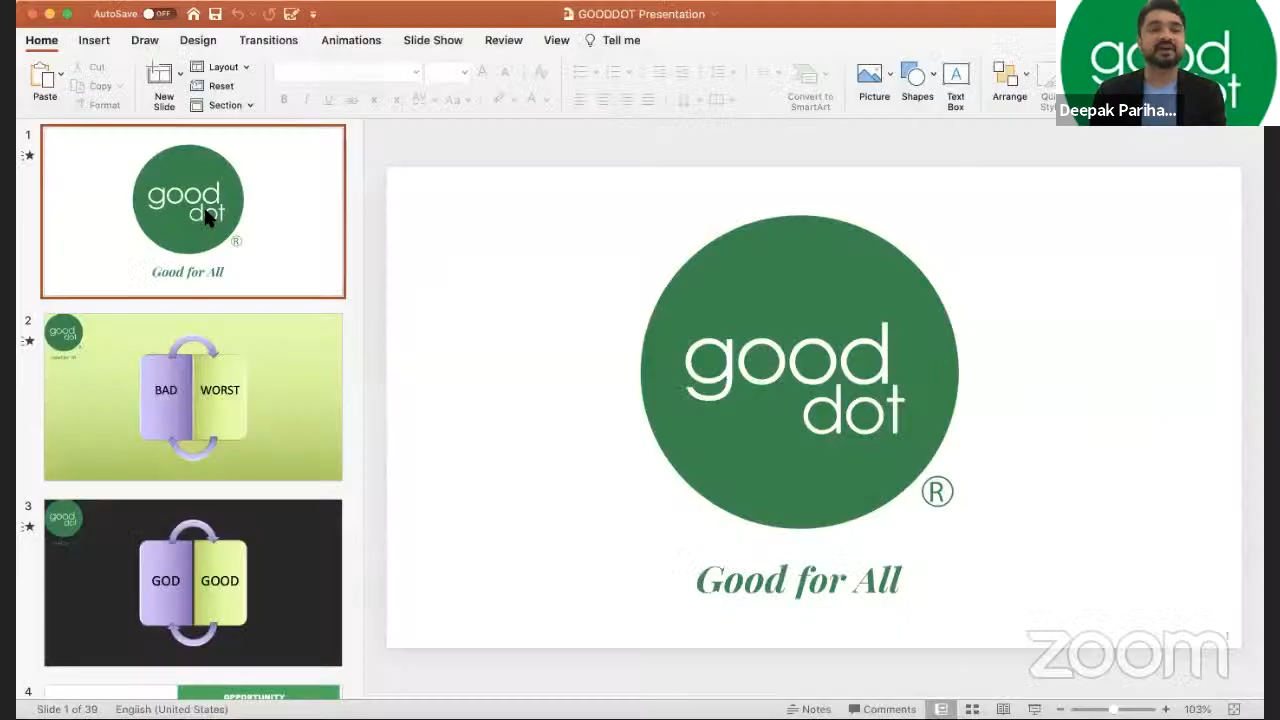 AutoSave OFF
GOODDOT Presentation
Home Insert Draw Design Transitions Animations Slide Show Review View Tell me
Paste
Cut
Copy
Format
New
Slide
Layout
Reset
Section
Convert to
SmartArt
Picture
Shapes
Text
Box
Arrange
good
dot
Deepak Pariha...
1
good
dot
®
Good for All
2
good
dot
BAD WORST
3
good
dot
GOD GOOD
4
OPPORTUNITY
good
dot
®
Good for All
zoom
Slide 1 of 39 English (United States) Notes Comments 103%